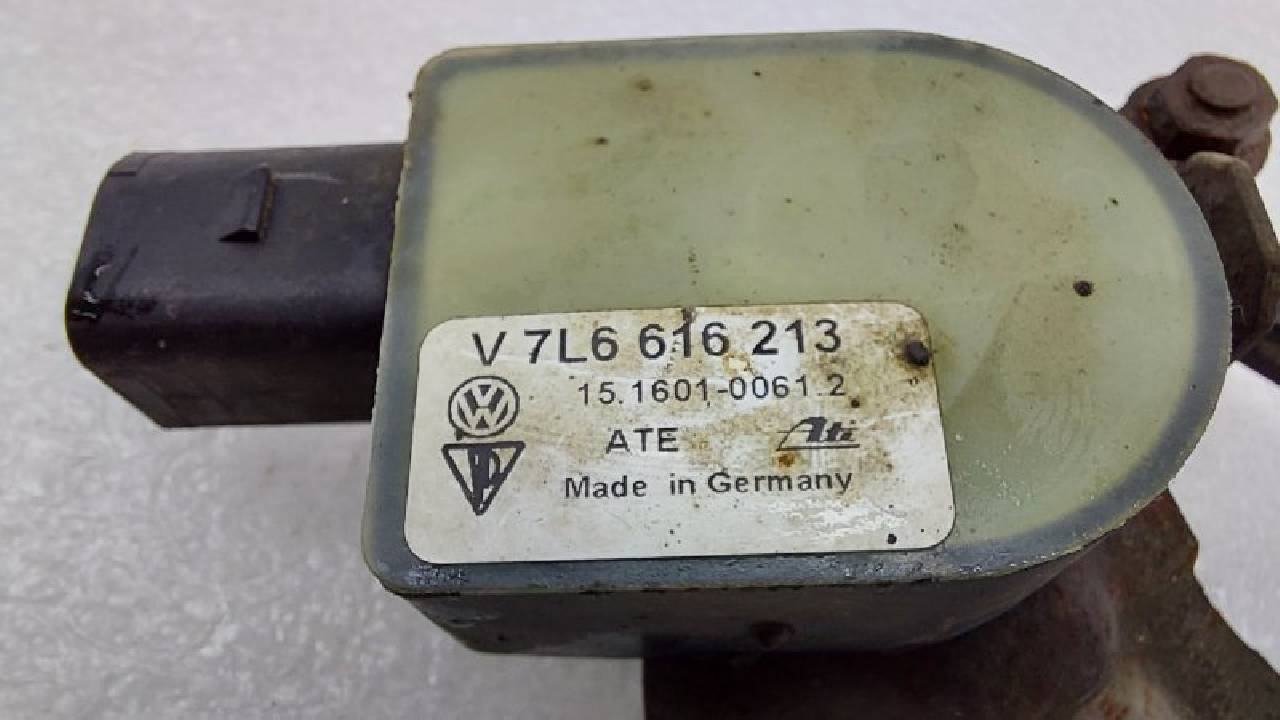 V 7L6 616 213
15.1601-0061.2
ATE Ate
Made in Germany